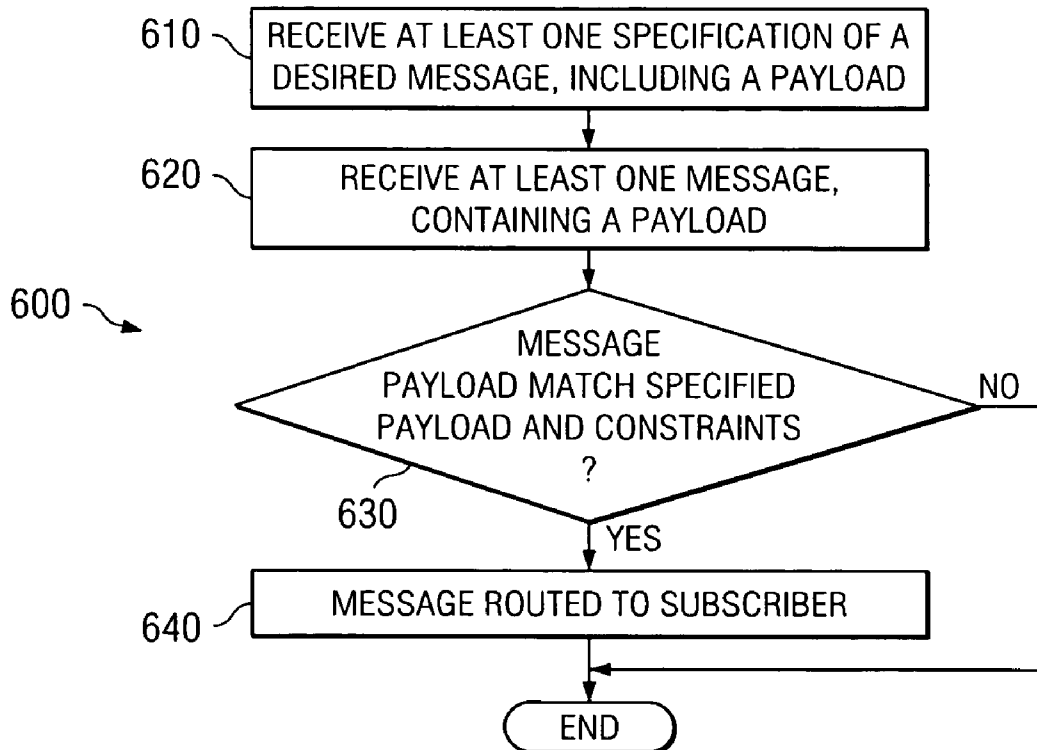 610
RECEIVE AT LEAST ONE SPECIFICATION OF A
DESIRED MESSAGE, INCLUDING A PAYLOAD
620
RECEIVE AT LEAST ONE MESSAGE,
CONTAINING A PAYLOAD
600
MESSAGE
PAYLOAD MATCH SPECIFIED
PAYLOAD AND CONSTRAINTS
?
NO
630
YES
640
MESSAGE ROUTED TO SUBSCRIBER
END